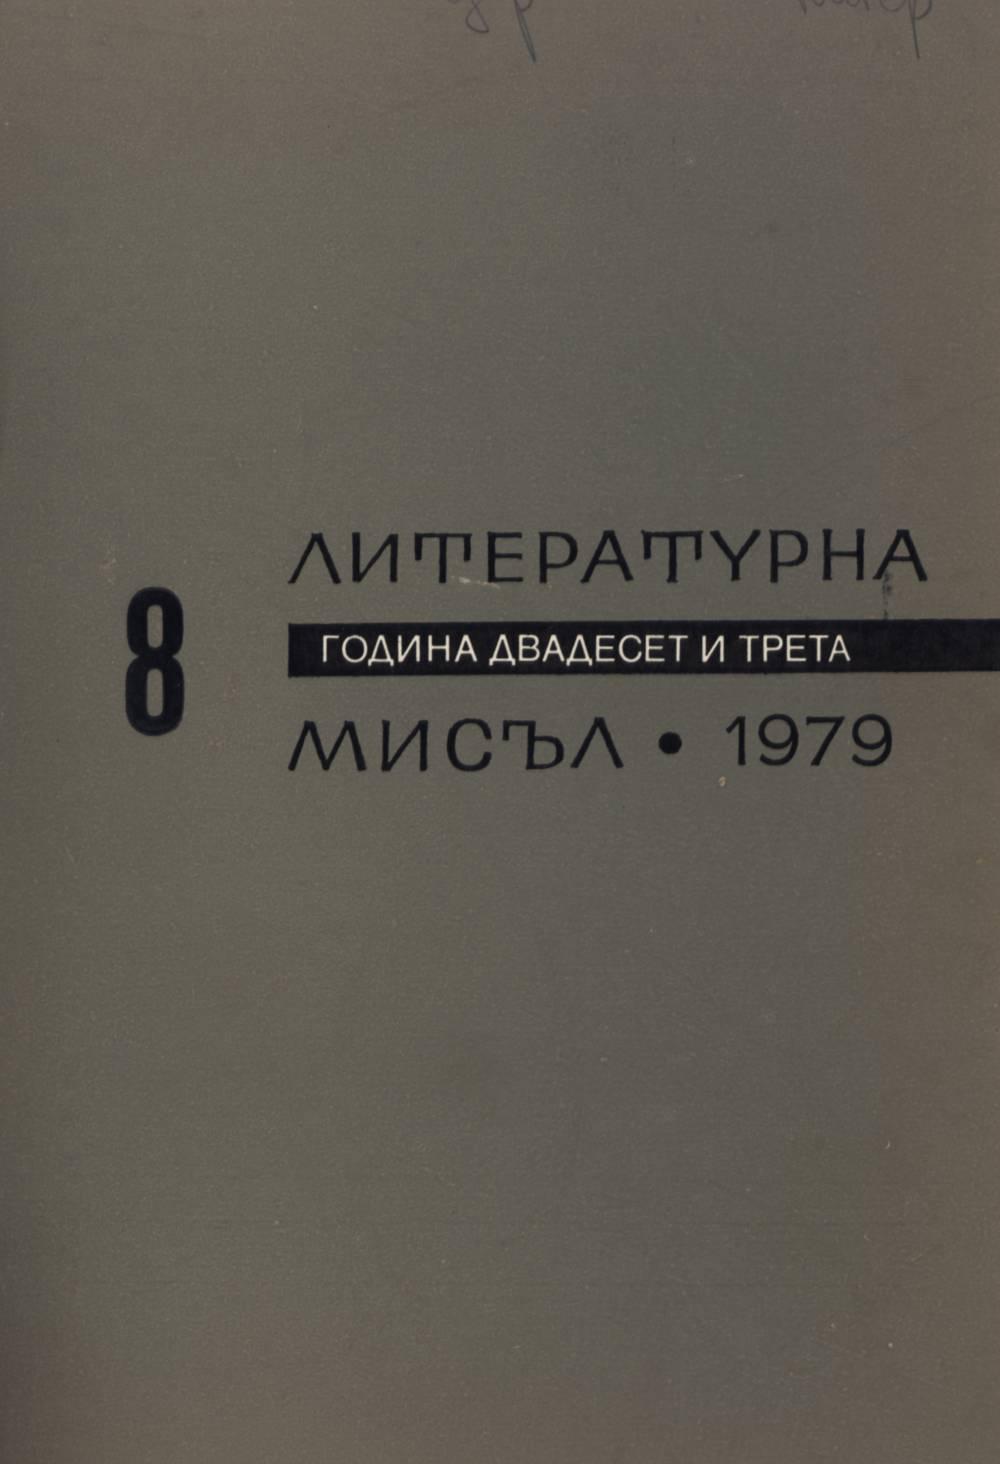 8
ЛИТЕРАТУРНА
ГОДИНА ДВАДЕСЕТ И ТРЕТА
МИСЪЛ • 1979